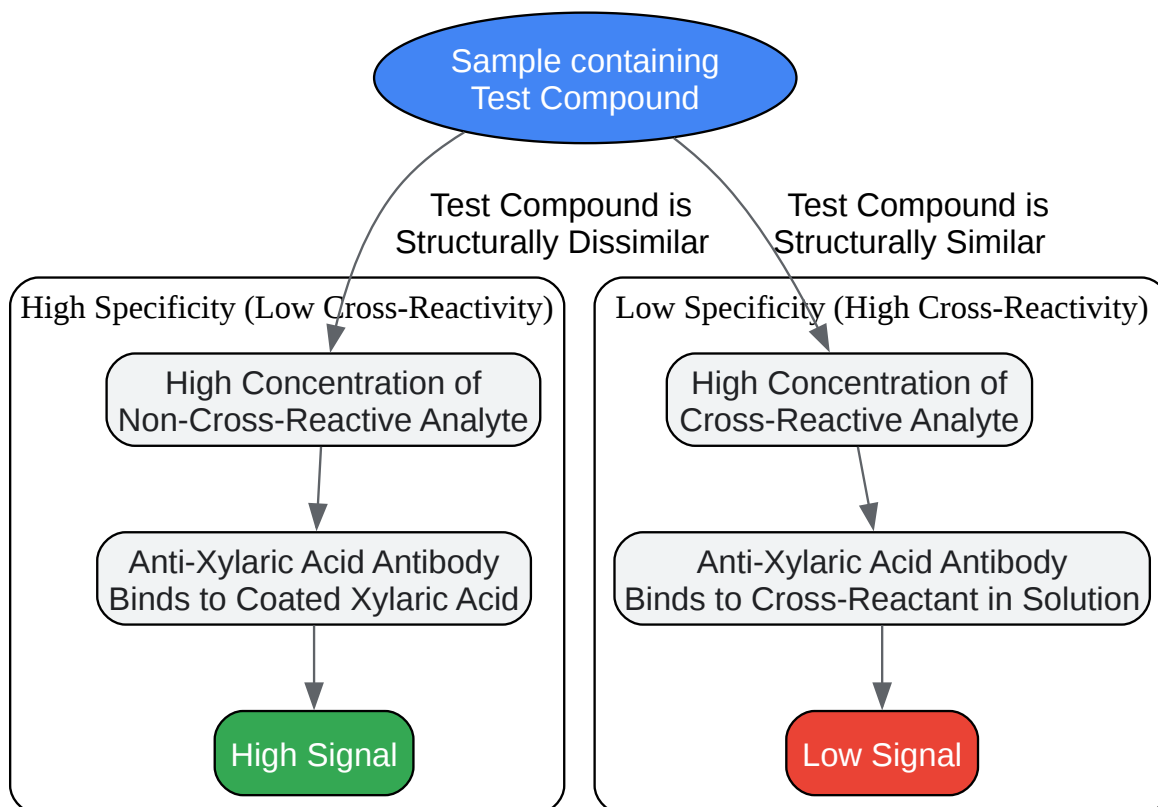 Sample containing
Test Compound
Test Compound is
Structurally Dissimilar
Test Compound is
Structurally Similar
High Specificity (Low Cross-Reactivity)
High Concentration of
Non-Cross-Reactive Analyte
Anti-Xylaric Acid Antibody
Binds to Coated Xylaric Acid
High Signal
Low Specificity (High Cross-Reactivity)
High Concentration of
Cross-Reactive Analyte
Anti-Xylaric Acid Antibody
Binds to Cross-Reactant in Solution
Low Signal